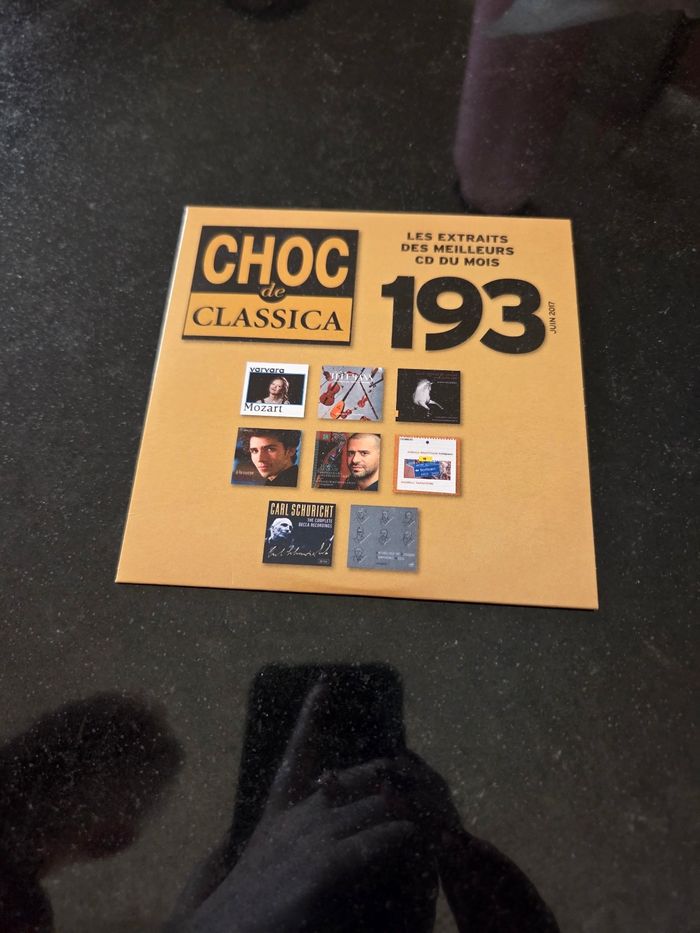 CHOC
de
CLASSICA
LES EXTRAITS
DES MEILLEURS
CD DU MOIS
193
JUIN 2017
varvara
Mozart
CARL SCHURICHT
THE COMPLETE
DECCA RECORDINGS